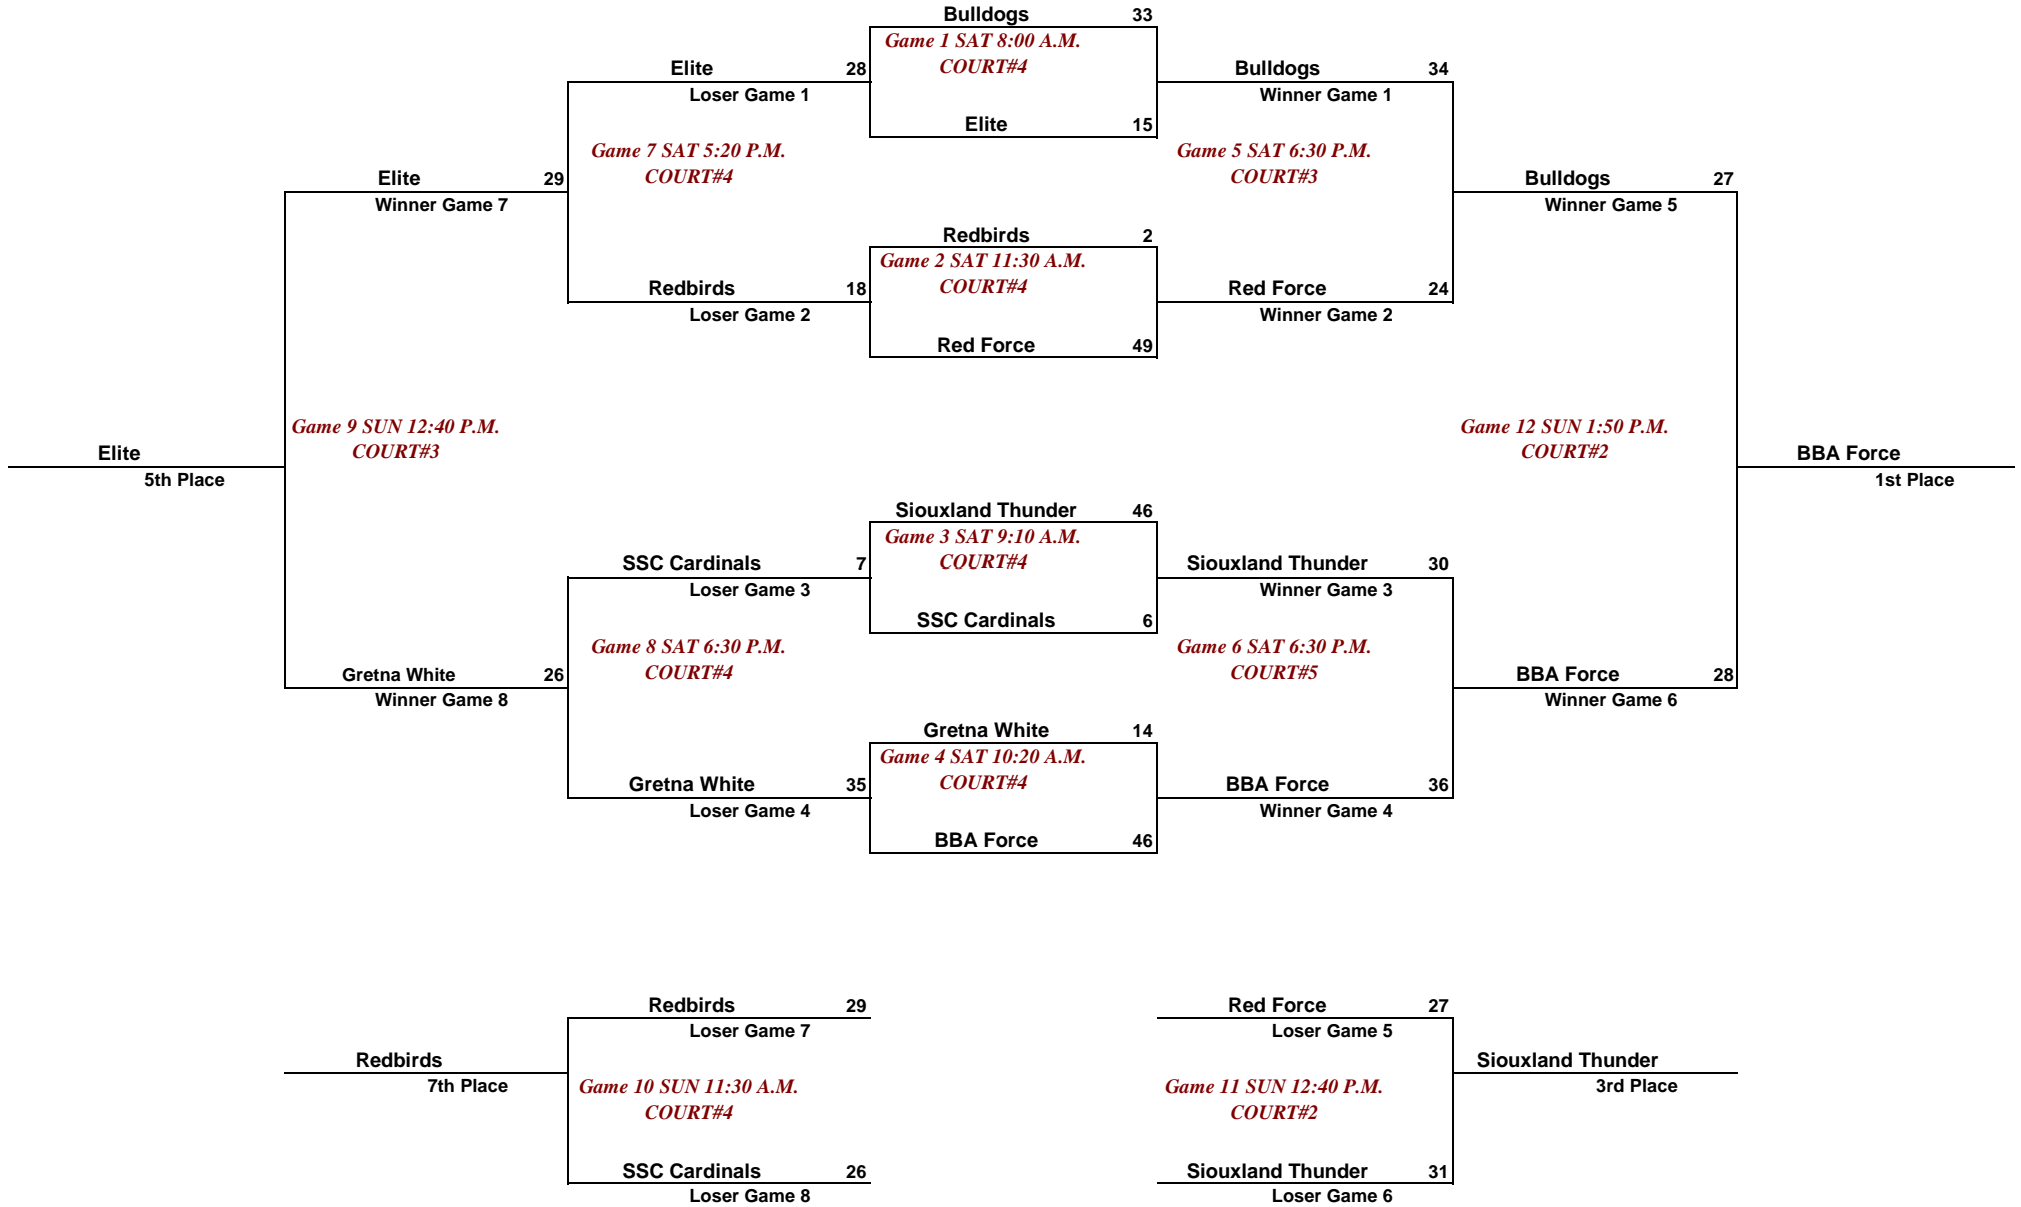 Bulldogs 33
Game 1 SAT 8:00 A.M.
COURT#4
Elite 28
Loser Game 1
Bulldogs 34
Winner Game 1
Elite 15
Game 7 SAT 5:20 P.M.
COURT#4
Game 5 SAT 6:30 P.M.
COURT#3
Elite 29
Winner Game 7
Bulldogs 27
Winner Game 5
Redbirds 2
Game 2 SAT 11:30 A.M.
COURT#4
Redbirds 18
Loser Game 2
Red Force 24
Winner Game 2
Red Force 49
Game 9 SUN 12:40 P.M.
COURT#3
Game 12 SUN 1:50 P.M.
COURT#2
Elite
5th Place
BBA Force
1st Place
Siouxland Thunder 46
Game 3 SAT 9:10 A.M.
COURT#4
SSC Cardinals 7
Loser Game 3
Siouxland Thunder 30
Winner Game 3
SSC Cardinals 6
Game 8 SAT 6:30 P.M.
COURT#4
Game 6 SAT 6:30 P.M.
COURT#5
Gretna White 26
Winner Game 8
BBA Force 28
Winner Game 6
Gretna White 14
Game 4 SAT 10:20 A.M.
COURT#4
Gretna White 35
Loser Game 4
BBA Force 36
Winner Game 4
BBA Force 46
Redbirds 29
Loser Game 7
Red Force 27
Loser Game 5
Redbirds
7th Place
Siouxland Thunder
3rd Place
Game 10 SUN 11:30 A.M.
COURT#4
Game 11 SUN 12:40 P.M.
COURT#2
SSC Cardinals 26
Loser Game 8
Siouxland Thunder 31
Loser Game 6